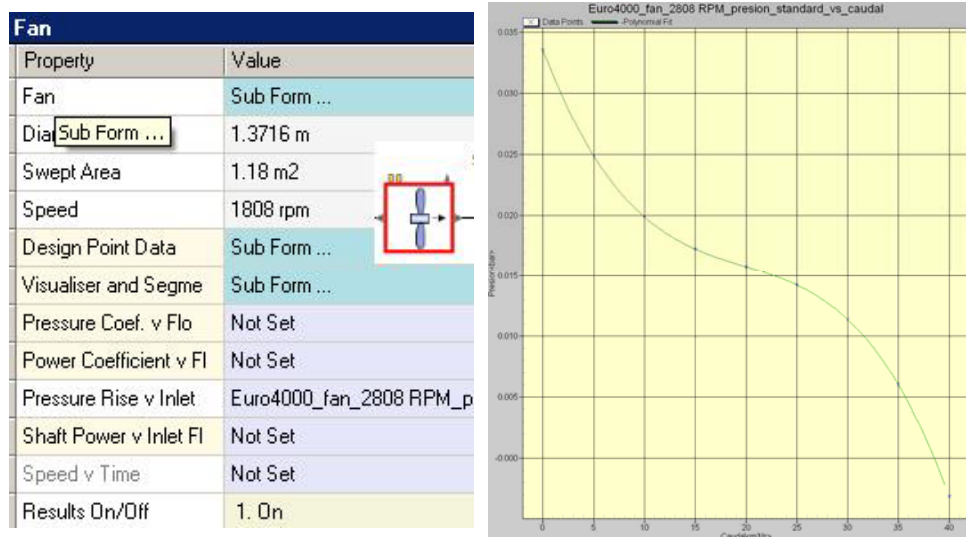 Fan
Property Value
Fan Sub Form ...
Dia Sub Form ... 1.3716 m
Swept Area 1.18 m2
Speed 1808 rpm
Design Point Data Sub Form ...
Visualiser and Segme Sub Form ...
Pressure Coef. v Flo Not Set
Power Coefficient v Fl Not Set
Pressure Rise v Inlet Euro4000_fan_2808 RPM_p
Shaft Power v Inlet Fl Not Set
Speed v Time Not Set
Results On/Off 1. On
Euro4000_fan_2808 RPM_presion_standard_vs_caudal
Data Points -Polynomial Fit
0.035
0.030
0.025
0.020
0.015
0.010
0.005
-0.000
0 5 10 15 20 25 30 35 40